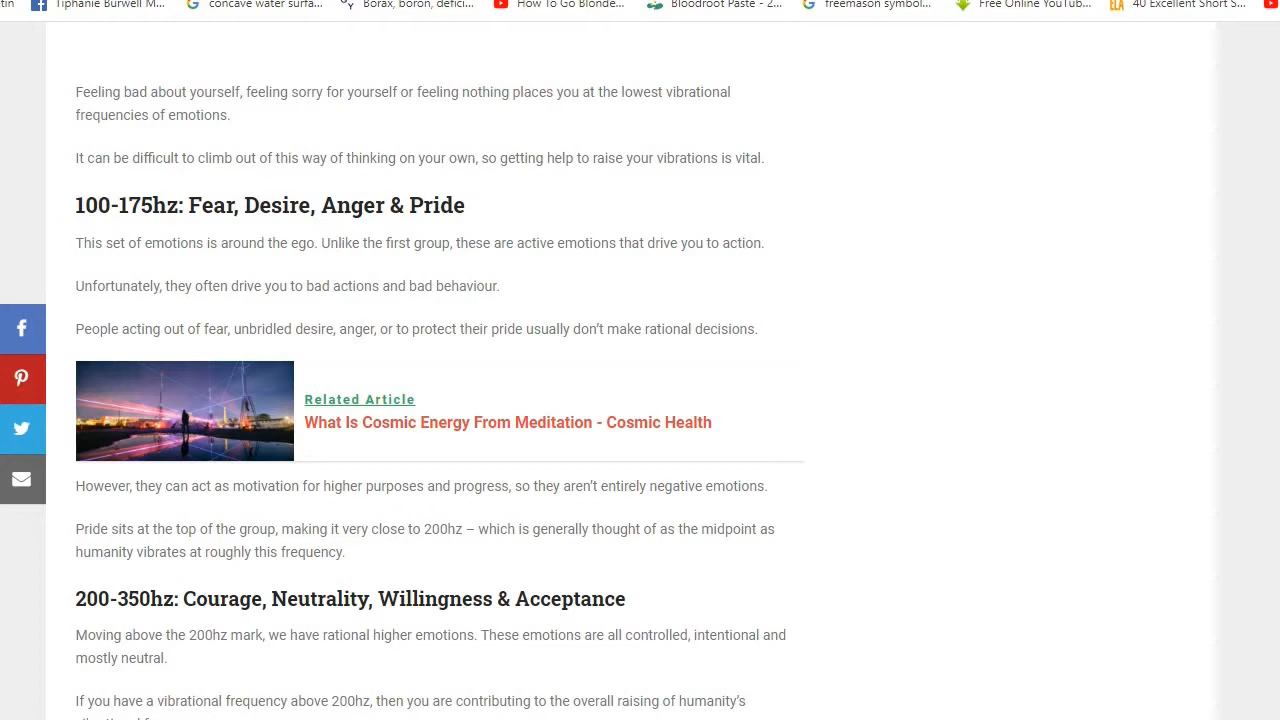 tin
Tiphanie Burwell M...
concave water surfa...
Borax, boron, defici...
How To Go Blonde...
Bloodroot Paste - 2...
freemason symbol...
Free Online YouTub...
ELA
40 Excellent Short S...
Feeling bad about yourself, feeling sorry for yourself or feeling nothing places you at the lowest vibrational
frequencies of emotions.
It can be difficult to climb out of this way of thinking on your own, so getting help to raise your vibrations is vital.
100-175hz: Fear, Desire, Anger & Pride
This set of emotions is around the ego. Unlike the first group, these are active emotions that drive you to action.
Unfortunately, they often drive you to bad actions and bad behaviour.
People acting out of fear, unbridled desire, anger, or to protect their pride usually don’t make rational decisions.
Related Article
What Is Cosmic Energy From Meditation - Cosmic Health
However, they can act as motivation for higher purposes and progress, so they aren’t entirely negative emotions.
Pride sits at the top of the group, making it very close to 200hz – which is generally thought of as the midpoint as
humanity vibrates at roughly this frequency.
200-350hz: Courage, Neutrality, Willingness & Acceptance
Moving above the 200hz mark, we have rational higher emotions. These emotions are all controlled, intentional and
mostly neutral.
If you have a vibrational frequency above 200hz, then you are contributing to the overall raising of humanity’s